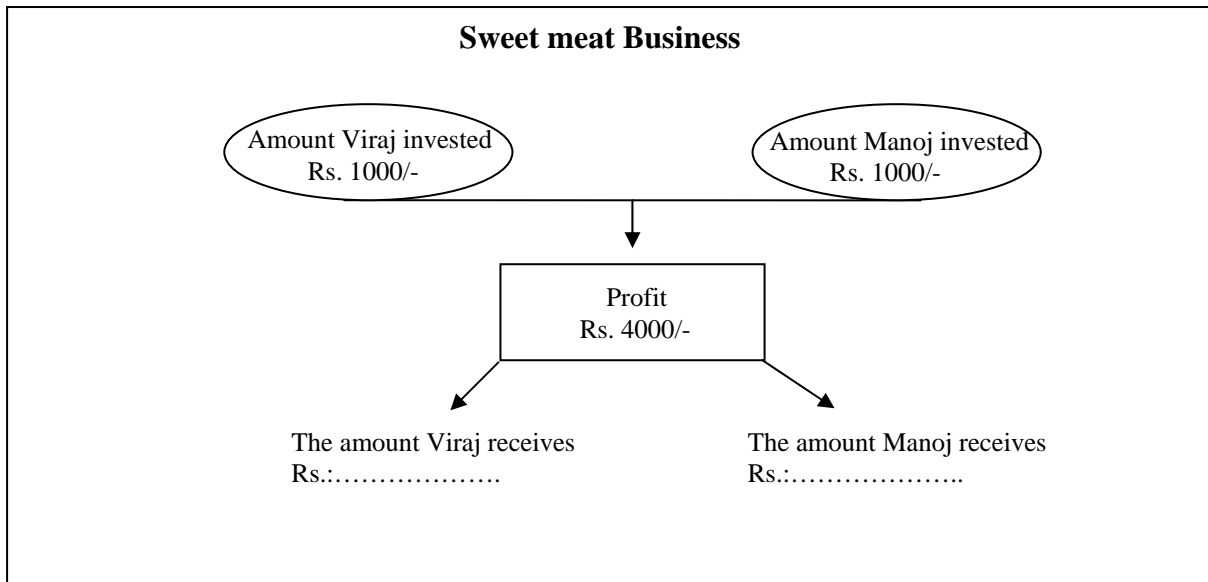 Sweet meat Business
Amount Viraj invested
Rs. 1000/-
Amount Manoj invested
Rs. 1000/-
Profit
Rs. 4000/-
The amount Viraj receives
Rs.:……………….
The amount Manoj receives
Rs.:………………..